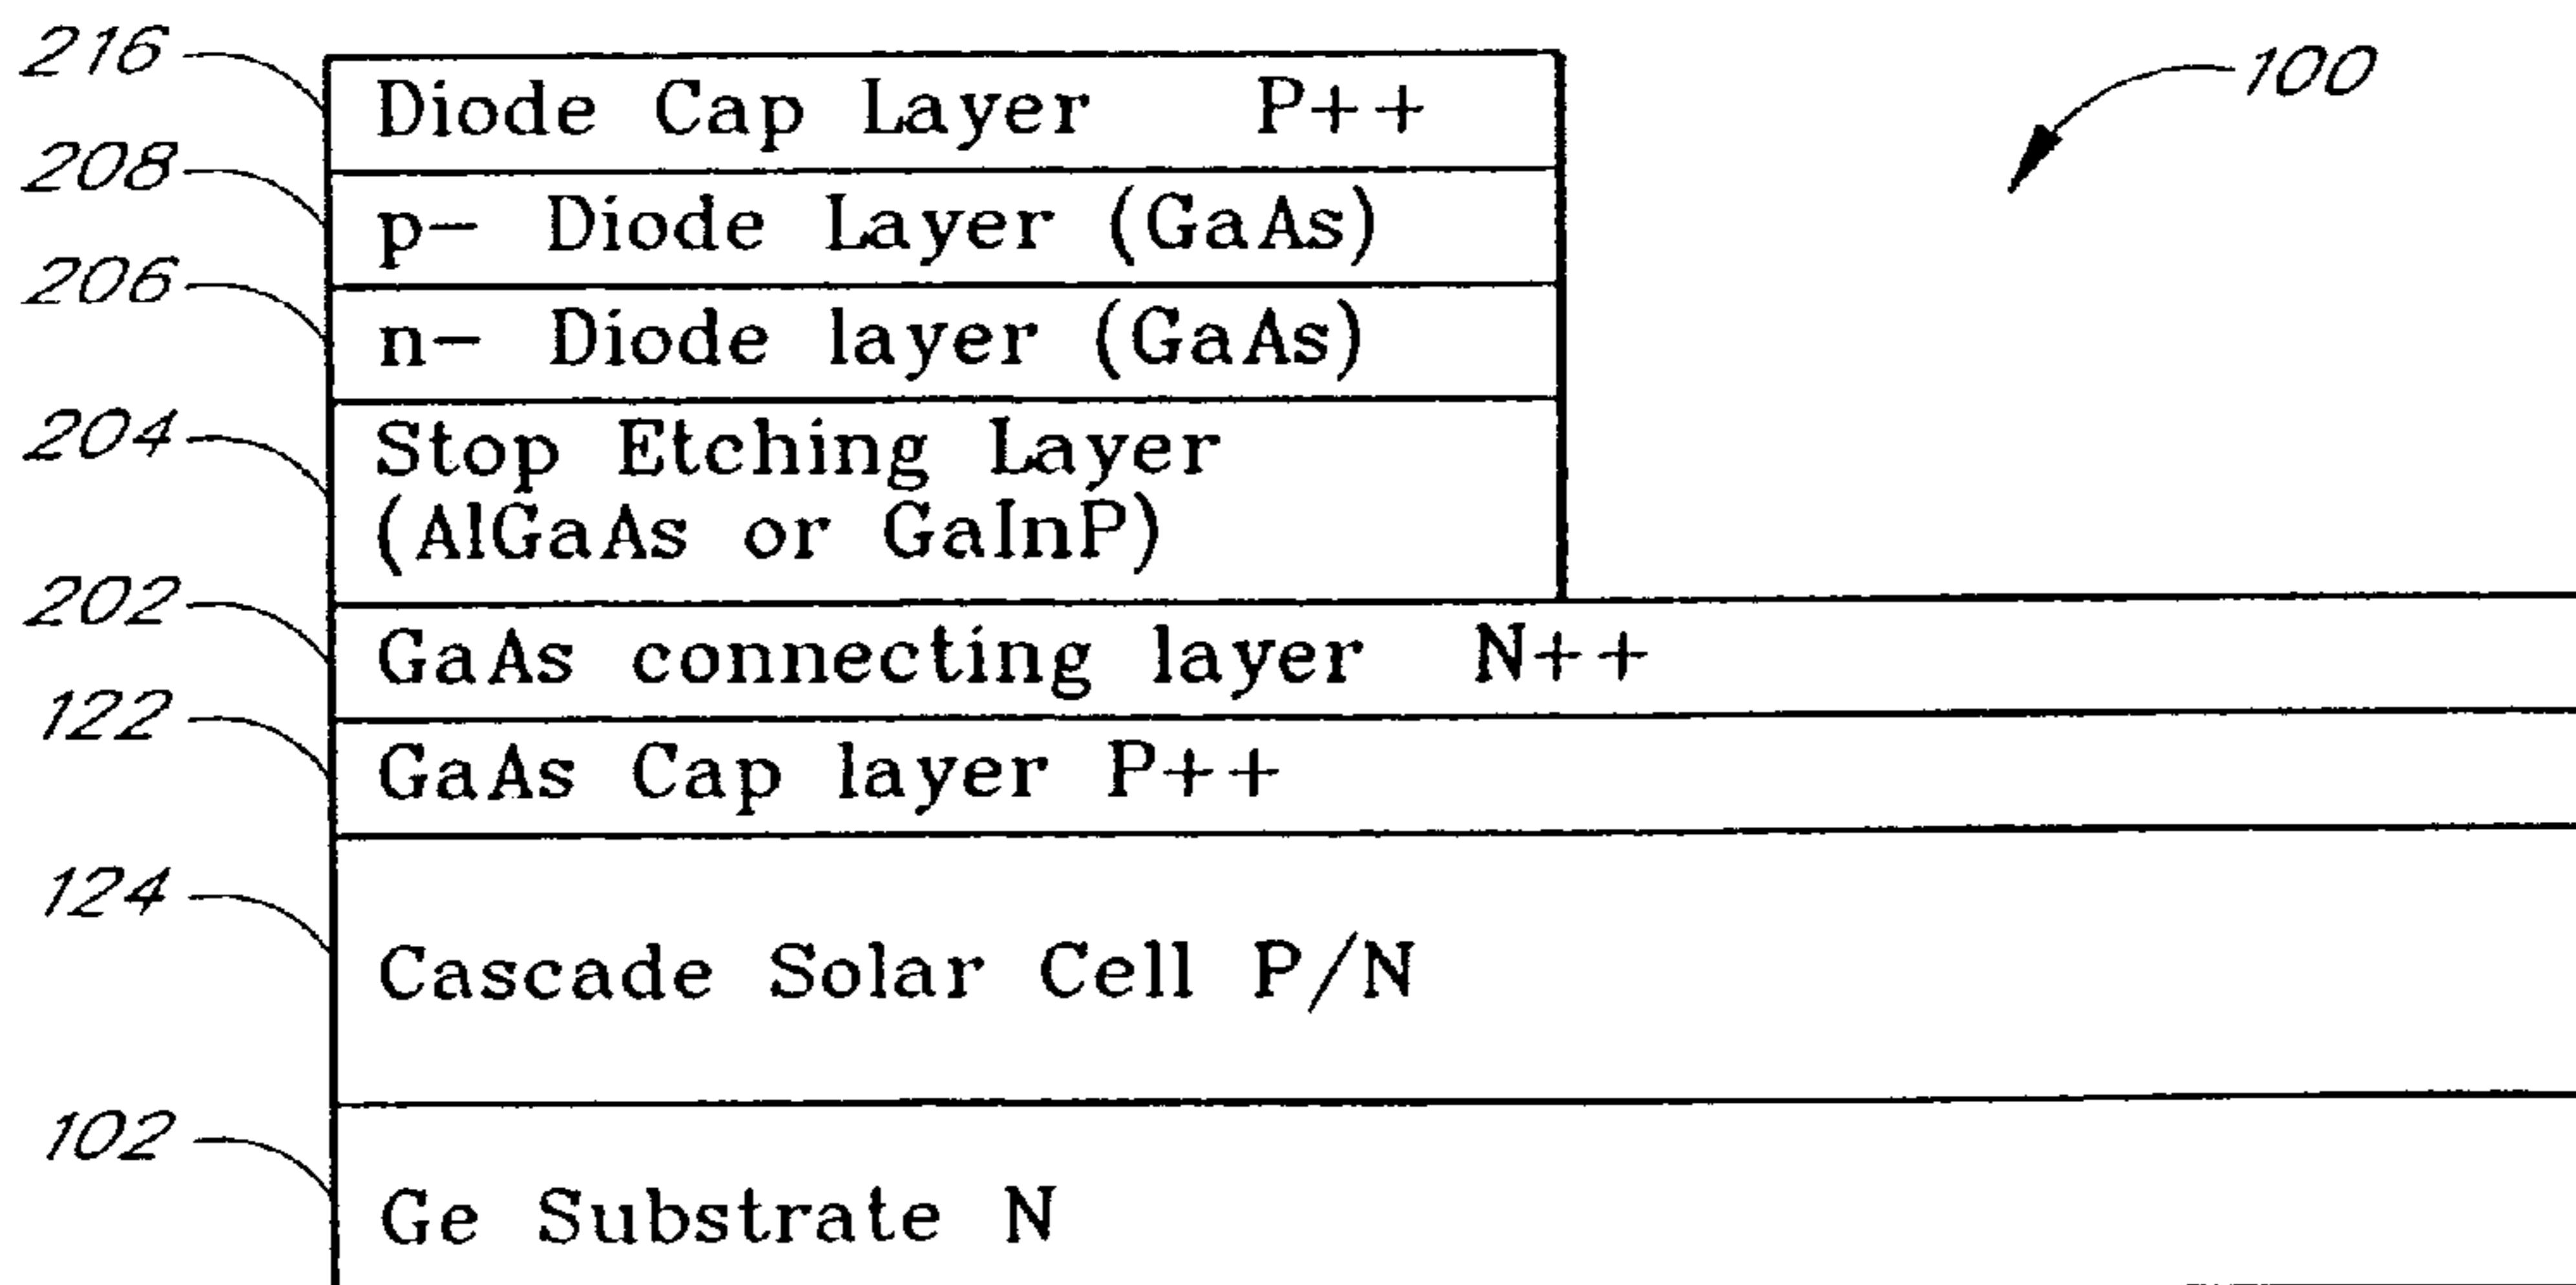 216
Diode Cap Layer P++
100
208
p- Diode Layer (GaAs)
206
n- Diode layer (GaAs)
204
Stop Etching Layer
(AlGaAs or GaInP)
202
GaAs connecting layer N++
122
GaAs Cap layer P++
124
Cascade Solar Cell P/N
102
Ge Substrate N